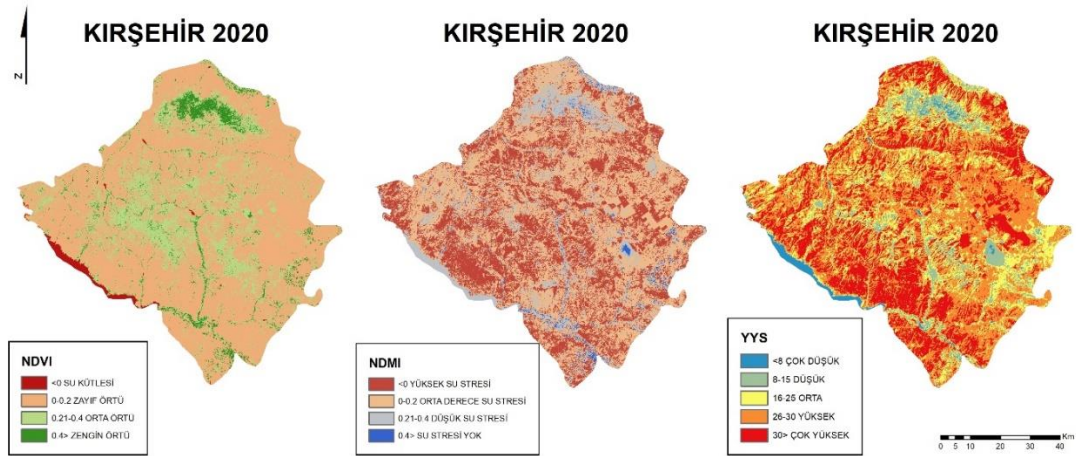 KIRŞEHİR 2020
KIRŞEHİR 2020
KIRŞEHİR 2020
N
NDVI
<0 SU KÜTLESİ
0-0.2 ZAYIF ÖRTÜ
0.21-0.4 ORTA ÖRTÜ
0.4> ZENGİN ÖRTÜ
NDMI
<0 YÜKSEK SU STRESİ
0-0.2 ORTA DERECE SU STRESİ
0.21-0.4 DÜŞÜK SU STRESİ
0.4> SU STRESİ YOK
YYS
<8 ÇOK DÜŞÜK
8-15 DÜŞÜK
16-25 ORTA
26-30 YÜKSEK
30> ÇOK YÜKSEK
Km
0 5 10 20 30 40